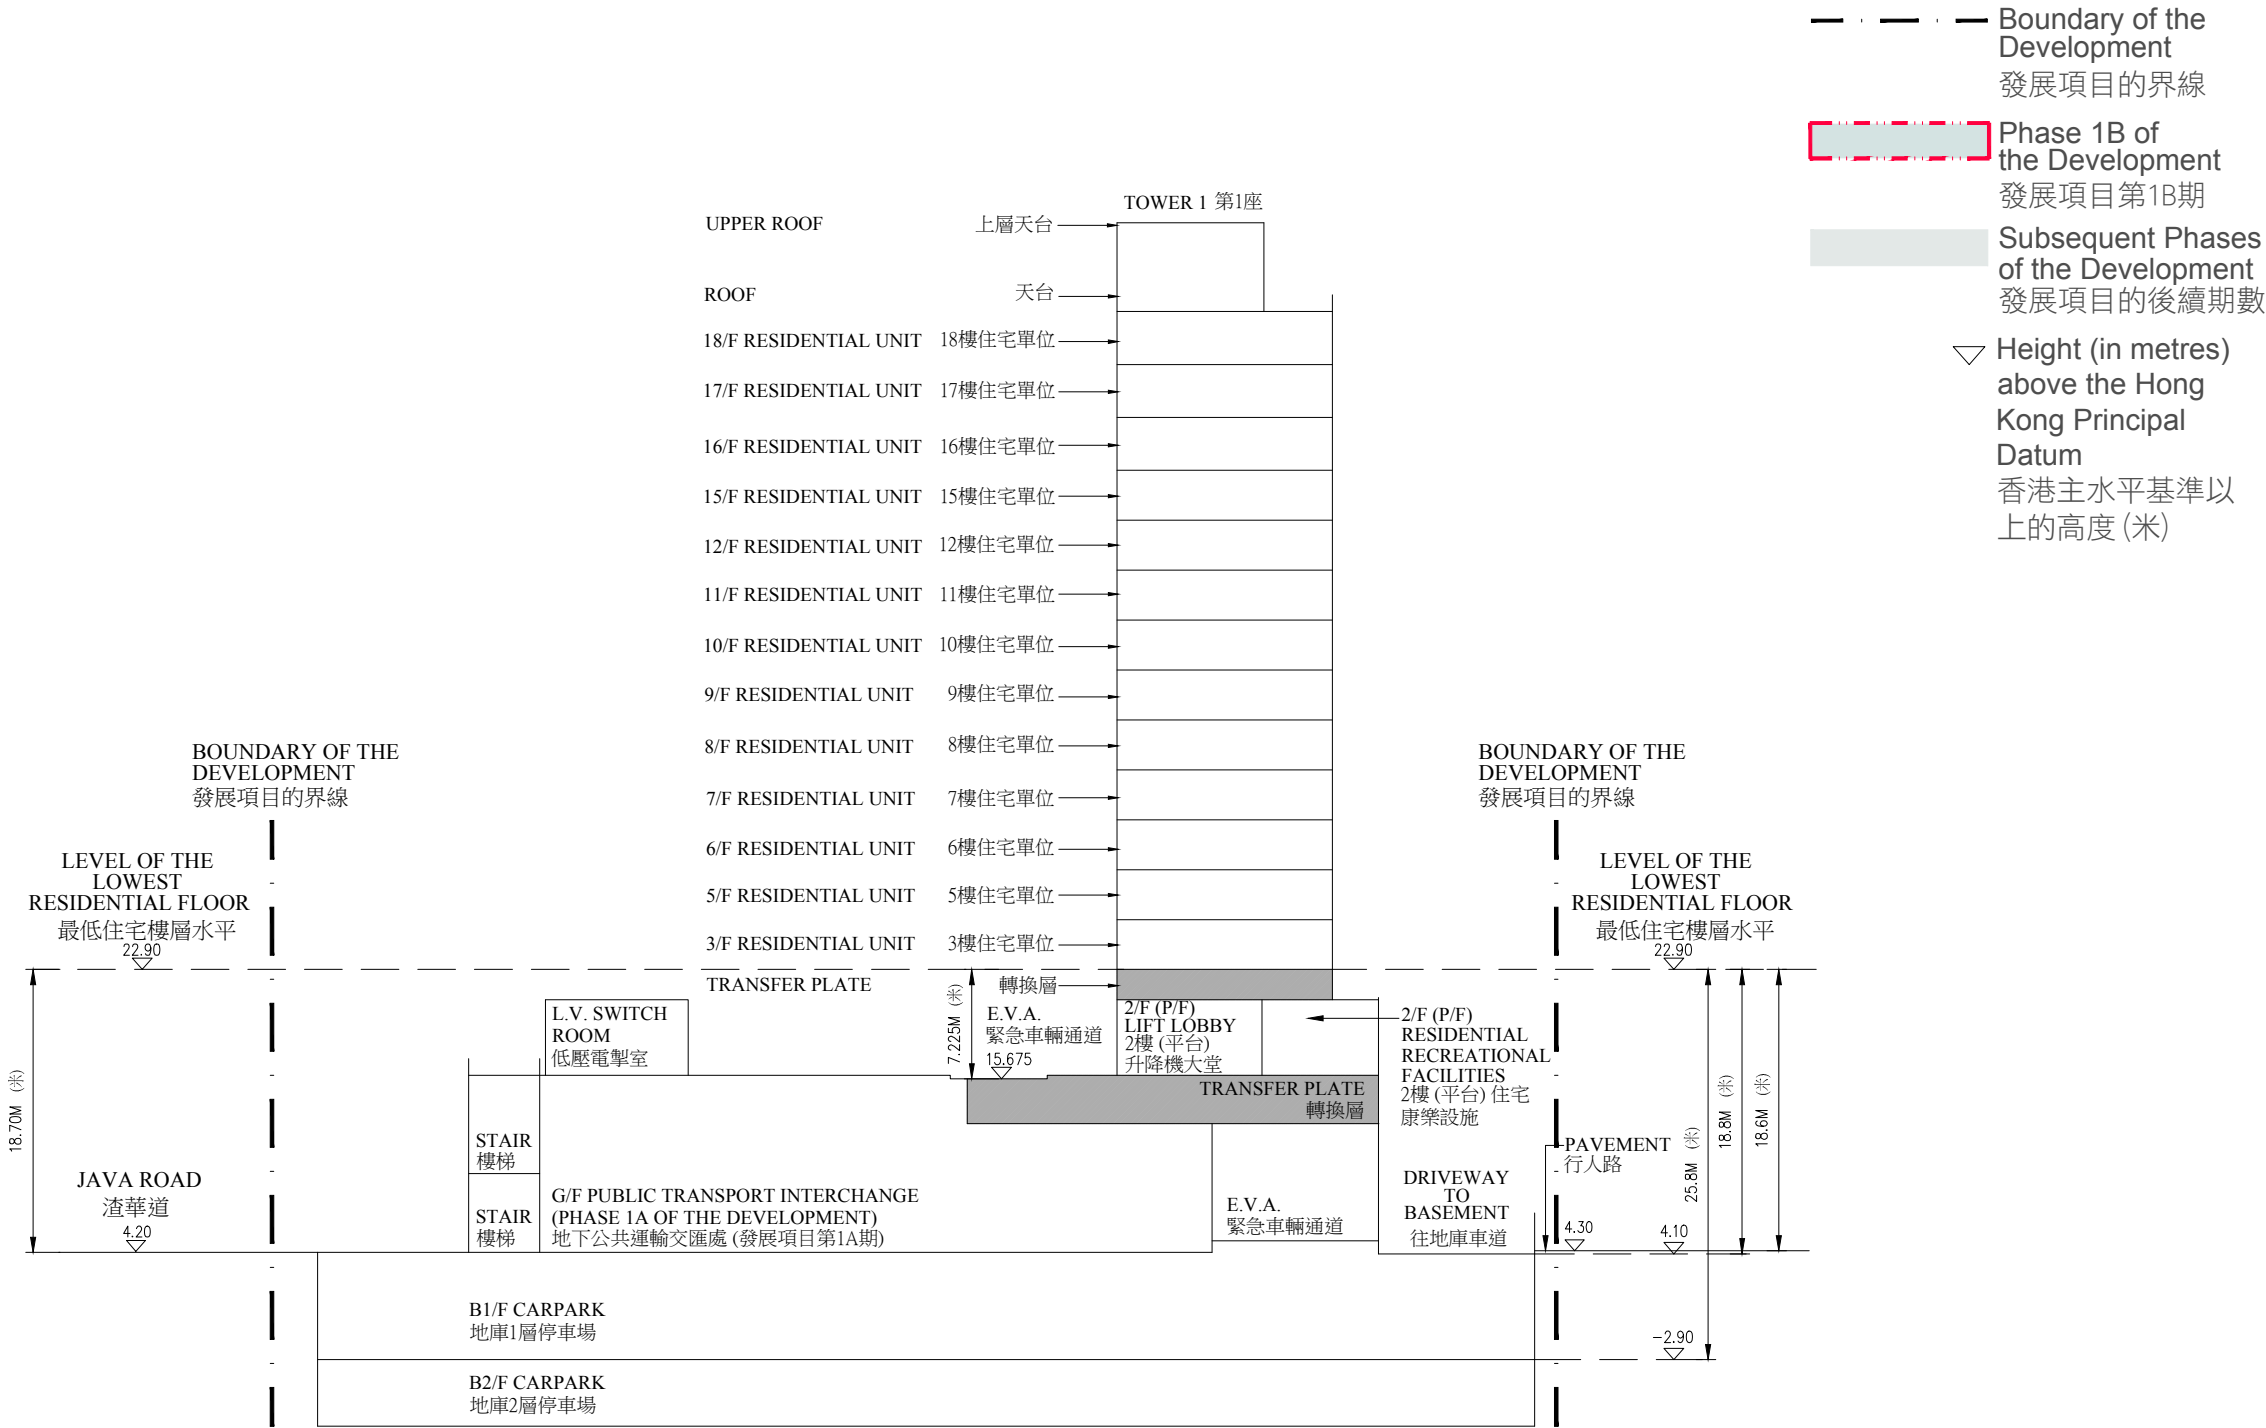 Boundary of the
Development
發展項目的界線
Phase 1B of
the Development
發展項目第1B期
Subsequent Phases
of the Development
發展項目的後續期數
Height (in metres)
above the Hong
Kong Principal
Datum
香港主水平基準以
上的高度 (米)
TOWER 1 第1座
UPPER ROOF 上層天台
ROOF 天台
18/F RESIDENTIAL UNIT 18樓住宅單位
17/F RESIDENTIAL UNIT 17樓住宅單位
16/F RESIDENTIAL UNIT 16樓住宅單位
15/F RESIDENTIAL UNIT 15樓住宅單位
12/F RESIDENTIAL UNIT 12樓住宅單位
11/F RESIDENTIAL UNIT 11樓住宅單位
10/F RESIDENTIAL UNIT 10樓住宅單位
9/F RESIDENTIAL UNIT 9樓住宅單位
8/F RESIDENTIAL UNIT 8樓住宅單位
7/F RESIDENTIAL UNIT 7樓住宅單位
6/F RESIDENTIAL UNIT 6樓住宅單位
5/F RESIDENTIAL UNIT 5樓住宅單位
3/F RESIDENTIAL UNIT 3樓住宅單位
TRANSFER PLATE 轉換層
BOUNDARY OF THE
DEVELOPMENT
發展項目的界線
LEVEL OF THE
LOWEST
RESIDENTIAL FLOOR
最低住宅樓層水平
22.90
18.70M (米)
JAVA ROAD
渣華道
4.20
L.V. SWITCH
ROOM
低壓電掣室
7.225M (米)
E.V.A.
緊急車輛通道
15.675
2/F (P/F)
LIFT LOBBY
2樓 (平台)
升降機大堂
2/F (P/F)
RESIDENTIAL
RECREATIONAL
FACILITIES
2樓 (平台) 住宅
康樂設施
TRANSFER PLATE
轉換層
STAIR
樓梯
STAIR
樓梯
G/F PUBLIC TRANSPORT INTERCHANGE
(PHASE 1A OF THE DEVELOPMENT)
地下公共運輸交匯處 (發展項目第1A期)
E.V.A.
緊急車輛通道
DRIVEWAY
TO
BASEMENT
往地庫車道
PAVEMENT
行人路
4.30
4.10
-2.90
BOUNDARY OF THE
DEVELOPMENT
發展項目的界線
LEVEL OF THE
LOWEST
RESIDENTIAL FLOOR
最低住宅樓層水平
22.90
25.8M (米)
18.8M (米)
18.6M (米)
B1/F CARPARK
地庫1層停車場
B2/F CARPARK
地庫2層停車場